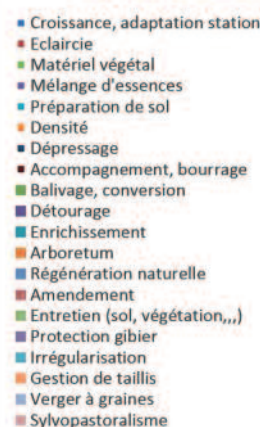 Croissance, adaptation station
Eclaircie
Matériel végétal
Mélange d'essences
Préparation de sol
Densité
Dépressage
Accompagnement, bourrage
Balivage, conversion
Détourage
Enrichissement
Arboretum
Régénération naturelle
Amendement
Entretien (sol, végétation,,,)
Protection gibier
Irrégularisation
Gestion de taillis
Verger à graines
Sylvopastoralisme